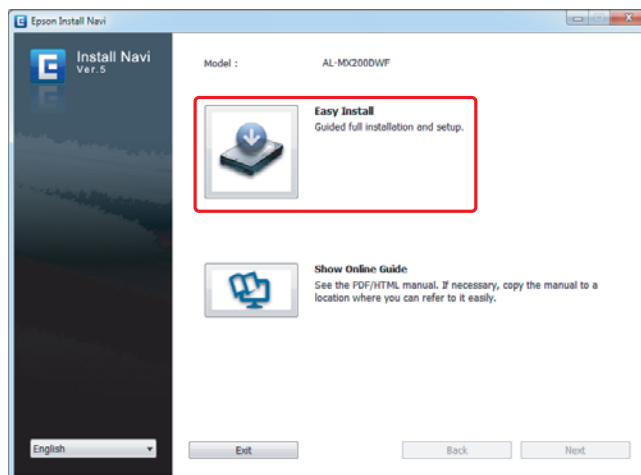 Epson Install Navi
Install Navi
Ver.5
Model :
AL-MX200DWF
Easy Install
Guided full installation and setup.
Show Online Guide
See the PDF/HTML manual. If necessary, copy the manual to a
location where you can refer to it easily.
English
Exit
Back
Next